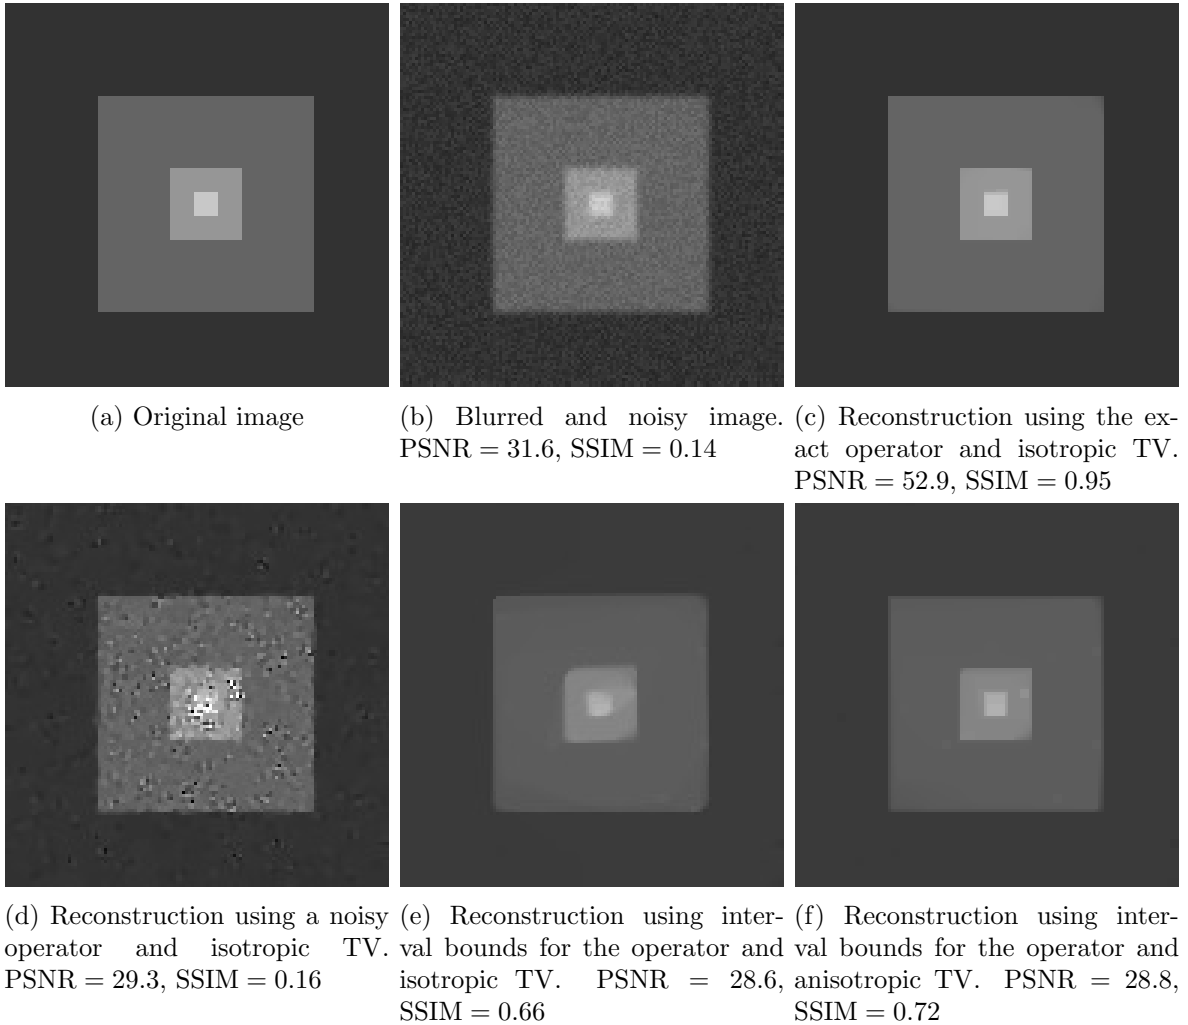 (a) Original image
(b) Blurred and noisy image.
PSNR = 31.6, SSIM = 0.14
(c) Reconstruction using the ex-
act operator and isotropic TV.
PSNR = 52.9, SSIM = 0.95
(d) Reconstruction using a noisy
operator and isotropic TV.
PSNR = 29.3, SSIM = 0.16
(e) Reconstruction using inter-
val bounds for the operator and
isotropic TV. PSNR = 28.6,
SSIM = 0.66
(f) Reconstruction using inter-
val bounds for the operator and
anisotropic TV. PSNR = 28.8,
SSIM = 0.72